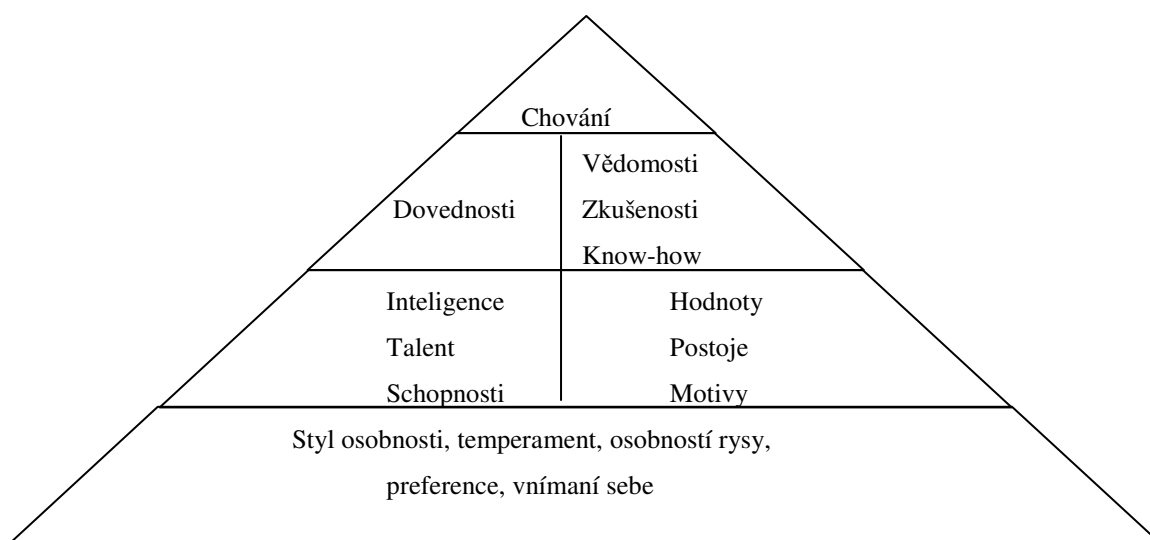 Chování
Dovednosti
Vědomosti
Zkušenosti
Know-how
Inteligence
Talent
Schopnosti
Hodnoty
Postoje
Motivy
Styl osobnosti, temperament, osobností rysy,
preference, vnímaní sebe